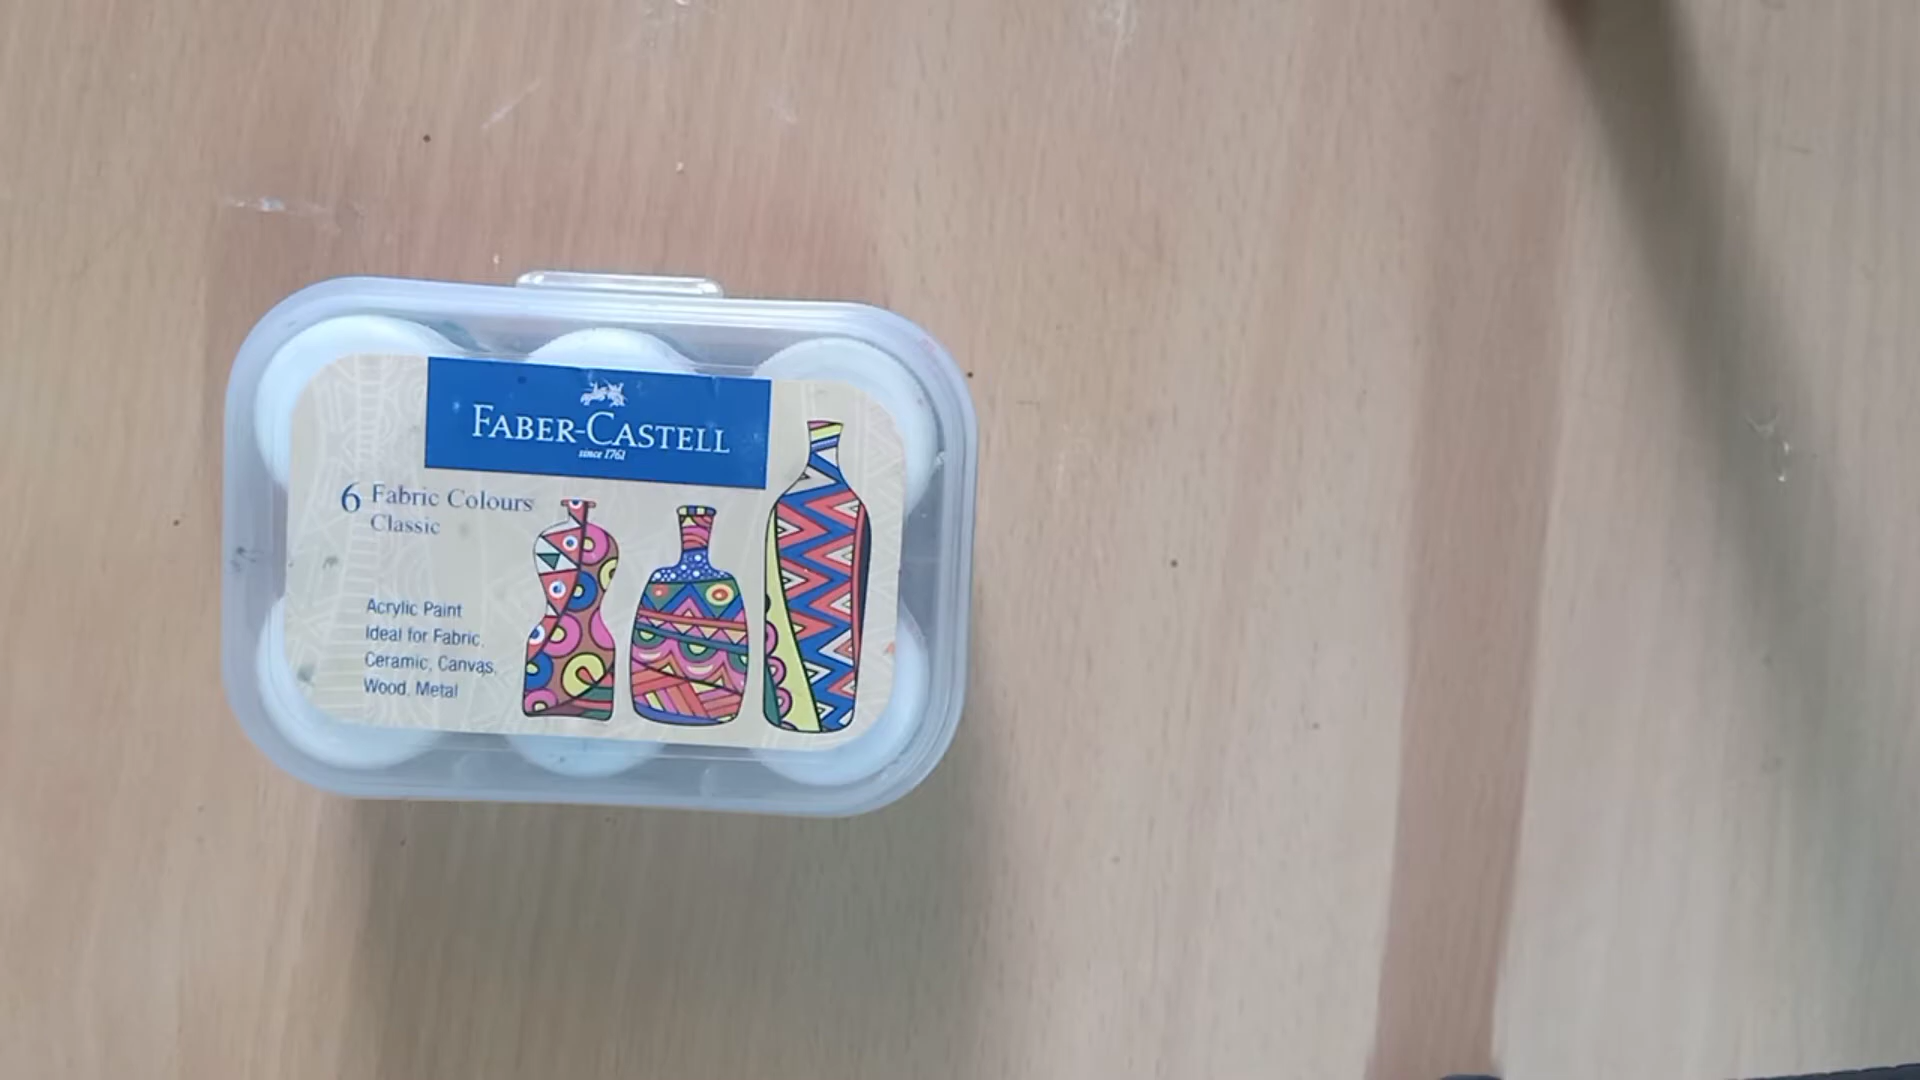 FABER-CASTELL
since 1761
6 Fabric Colours
Classic
Acrylic Paint
Ideal for Fabric,
Ceramic, Canvas,
Wood, Metal